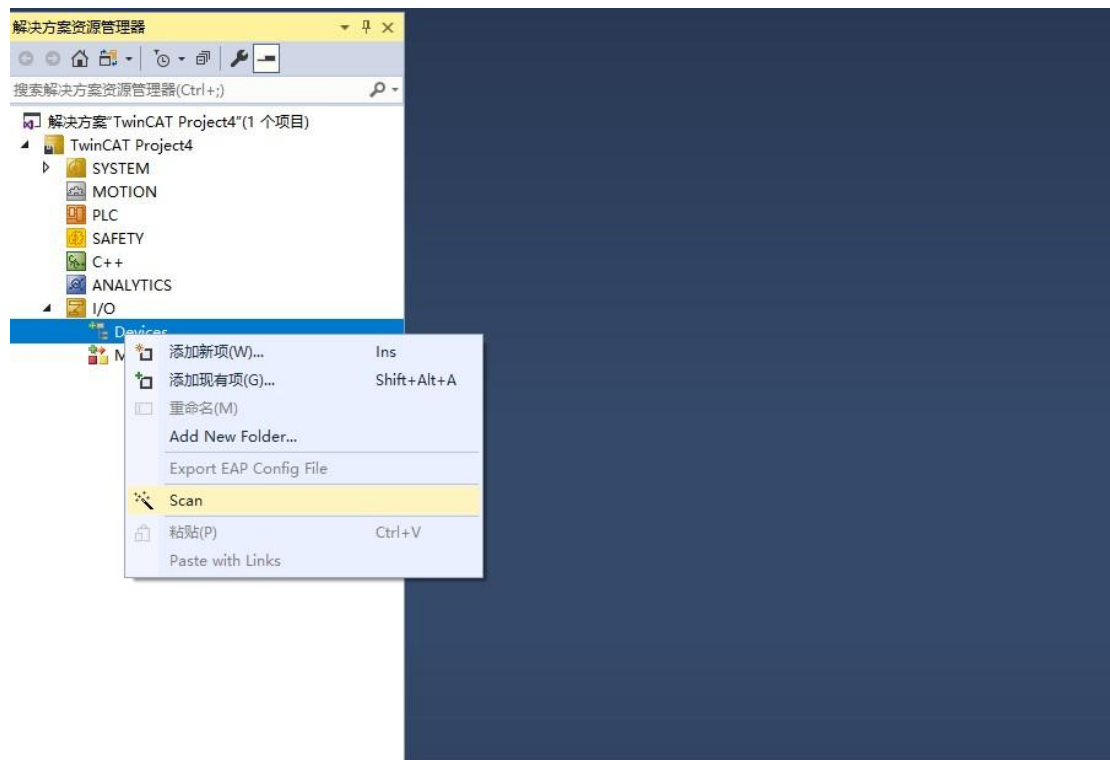 解决方案资源管理器
搜索解决方案资源管理器(Ctrl+;)
解决方案"TwinCAT Project4"(1 个项目)
TwinCAT Project4
SYSTEM
MOTION
PLC
SAFETY
C++
ANALYTICS
I/O
Devices
M
添加新项(W)... Ins
添加现有项(G)... Shift+Alt+A
重命名(M)
Add New Folder...
Export EAP Config File
Scan
粘贴(P) Ctrl+V
Paste with Links